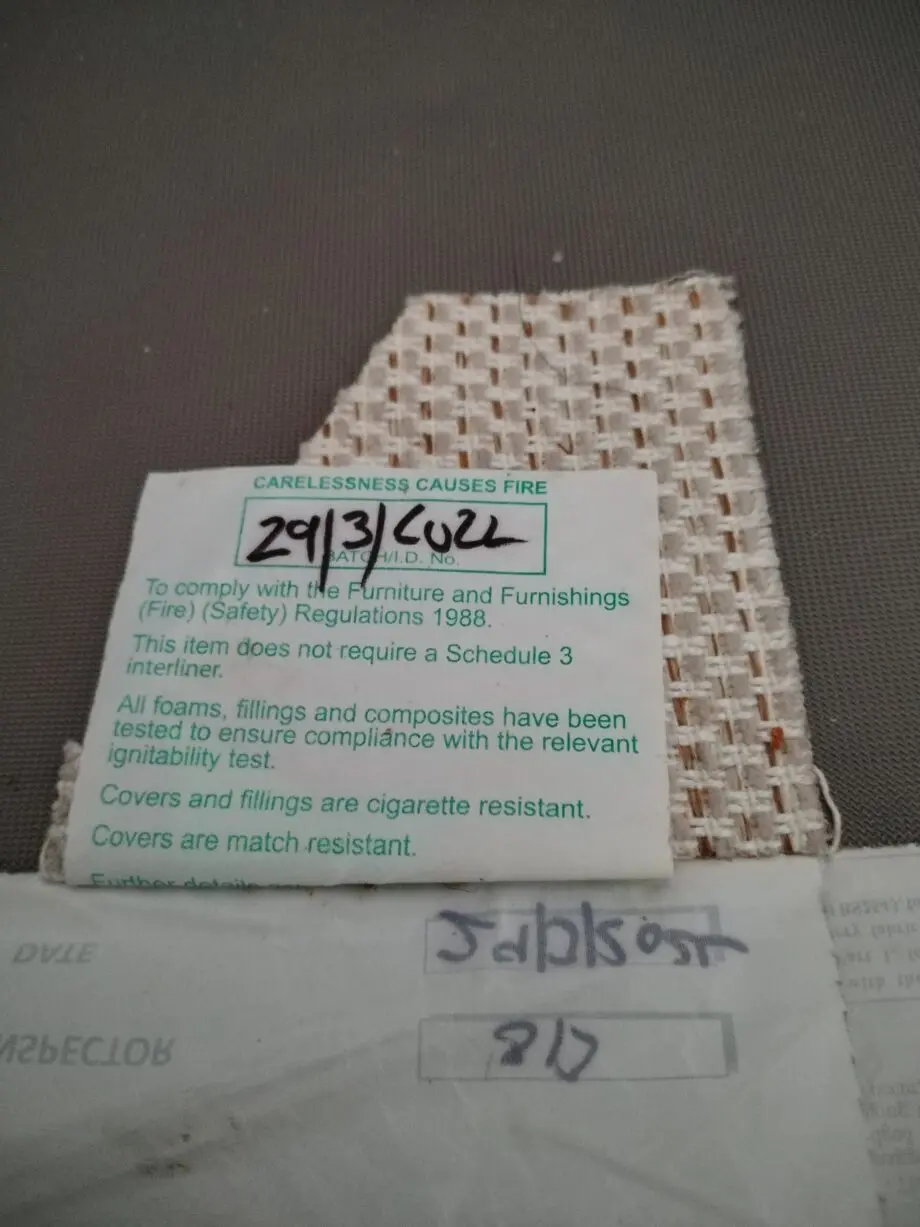 CARELESSNESS CAUSES FIRE
29/3/2022
BATCH/I.D. No.
To comply with the Furniture and Furnishings
(Fire) (Safety) Regulations 1988.
This item does not require a Schedule 3
interliner.
All foams, fillings and composites have been
tested to ensure compliance with the relevant
ignitability test.
Covers and fillings are cigarette resistant.
Covers are match resistant.
Further details
DATE
INSPECTOR